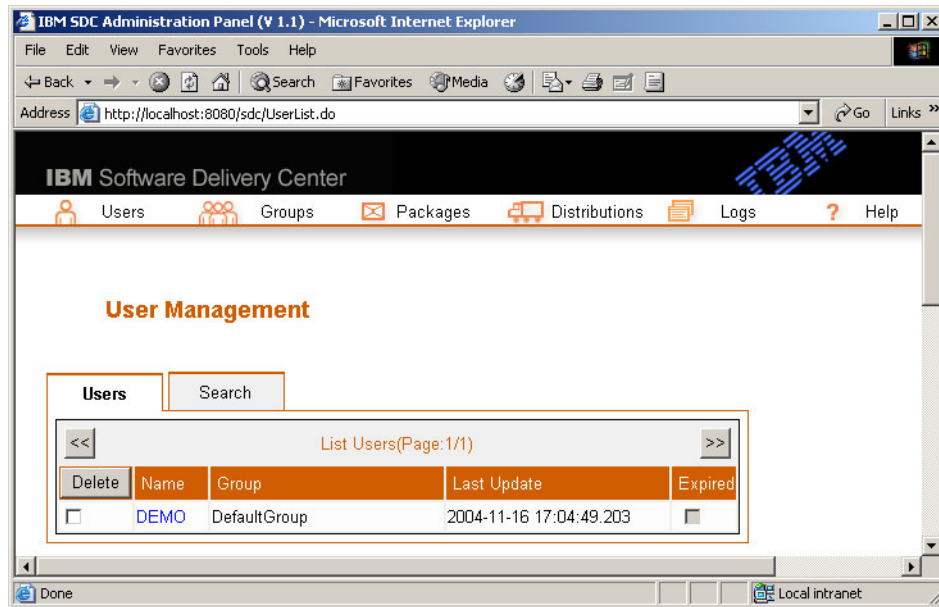 IBM SDC Administration Panel (V 1.1) - Microsoft Internet Explorer
File Edit View Favorites Tools Help
Back Search Favorites Media
Address http://localhost:8080/sdc/UserList.do Go Links »
IBM Software Delivery Center IBM
Users Groups Packages Distributions Logs ? Help
User Management
Users Search
<< List Users(Page:1/1) >>
Delete Name Group Last Update Expired
DEMO DefaultGroup 2004-11-16 17:04:49.203
Done Local intranet